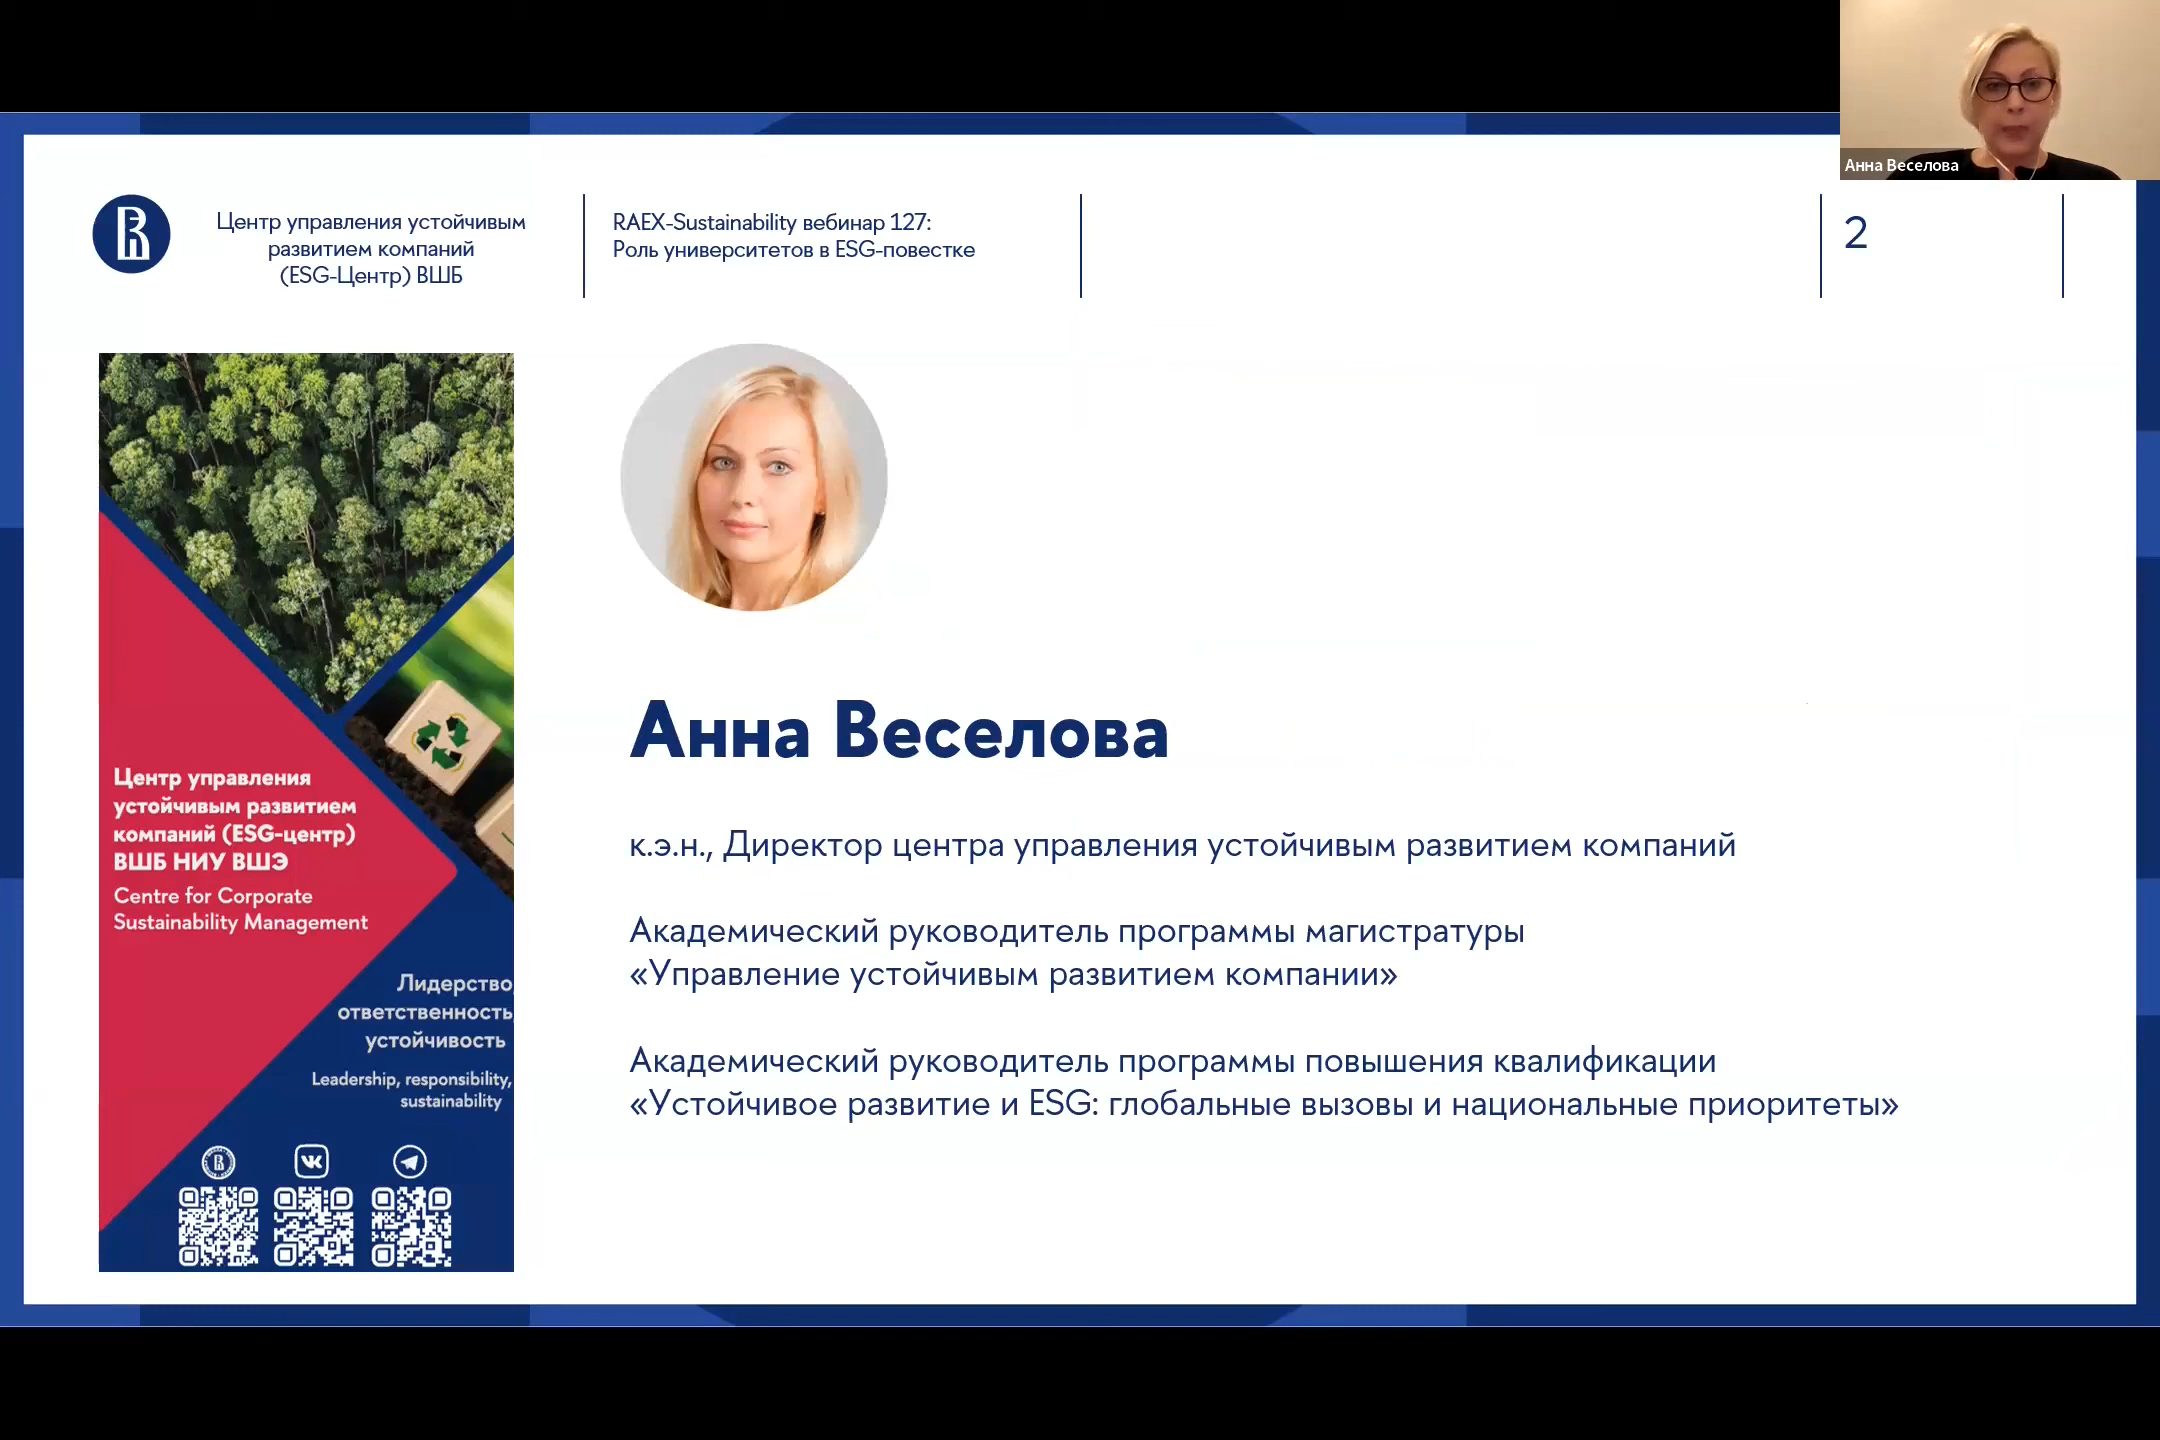 Анна Веселова
Центр управления устойчивым
развитием компаний
(ESG-Центр) ВШБ
RAEX-Sustainability вебинар 127:
Роль университетов в ESG-повестке
2
Центр управления
устойчивым развитием
компаний (ESG-центр)
ВШБ НИУ ВШЭ
Centre for Corporate
Sustainability Management
Лидерство,
ответственность,
устойчивость
Leadership, responsibility,
sustainability
Анна Веселова
к.э.н., Директор центра управления устойчивым развитием компаний
Академический руководитель программы магистратуры
«Управление устойчивым развитием компании»
Академический руководитель программы повышения квалификации
«Устойчивое развитие и ESG: глобальные вызовы и национальные приоритеты»